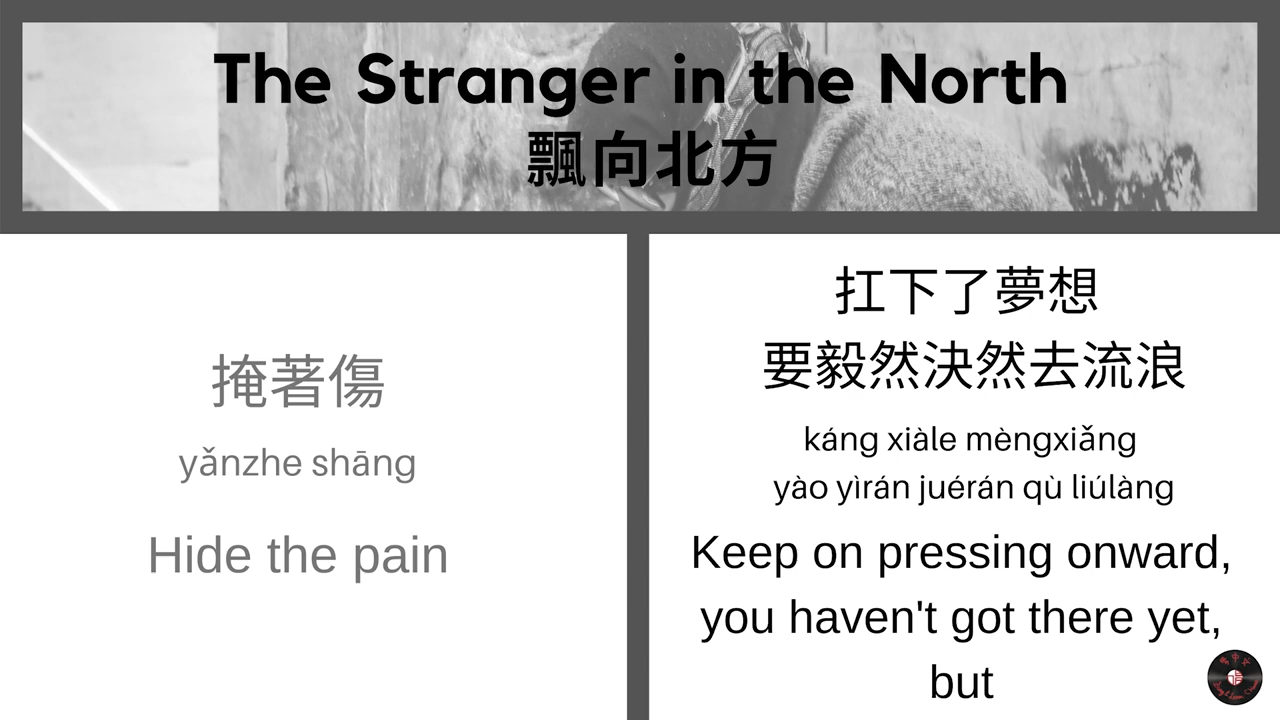 The Stranger in the North
飄向北方
掩著傷
yǎnzhe shāng
Hide the pain
扛下了夢想
要毅然決然去流浪
káng xiàle mèngxiǎng
yào yìrán juérán qù liúlàng
Keep on pressing onward,
you haven't got there yet,
but